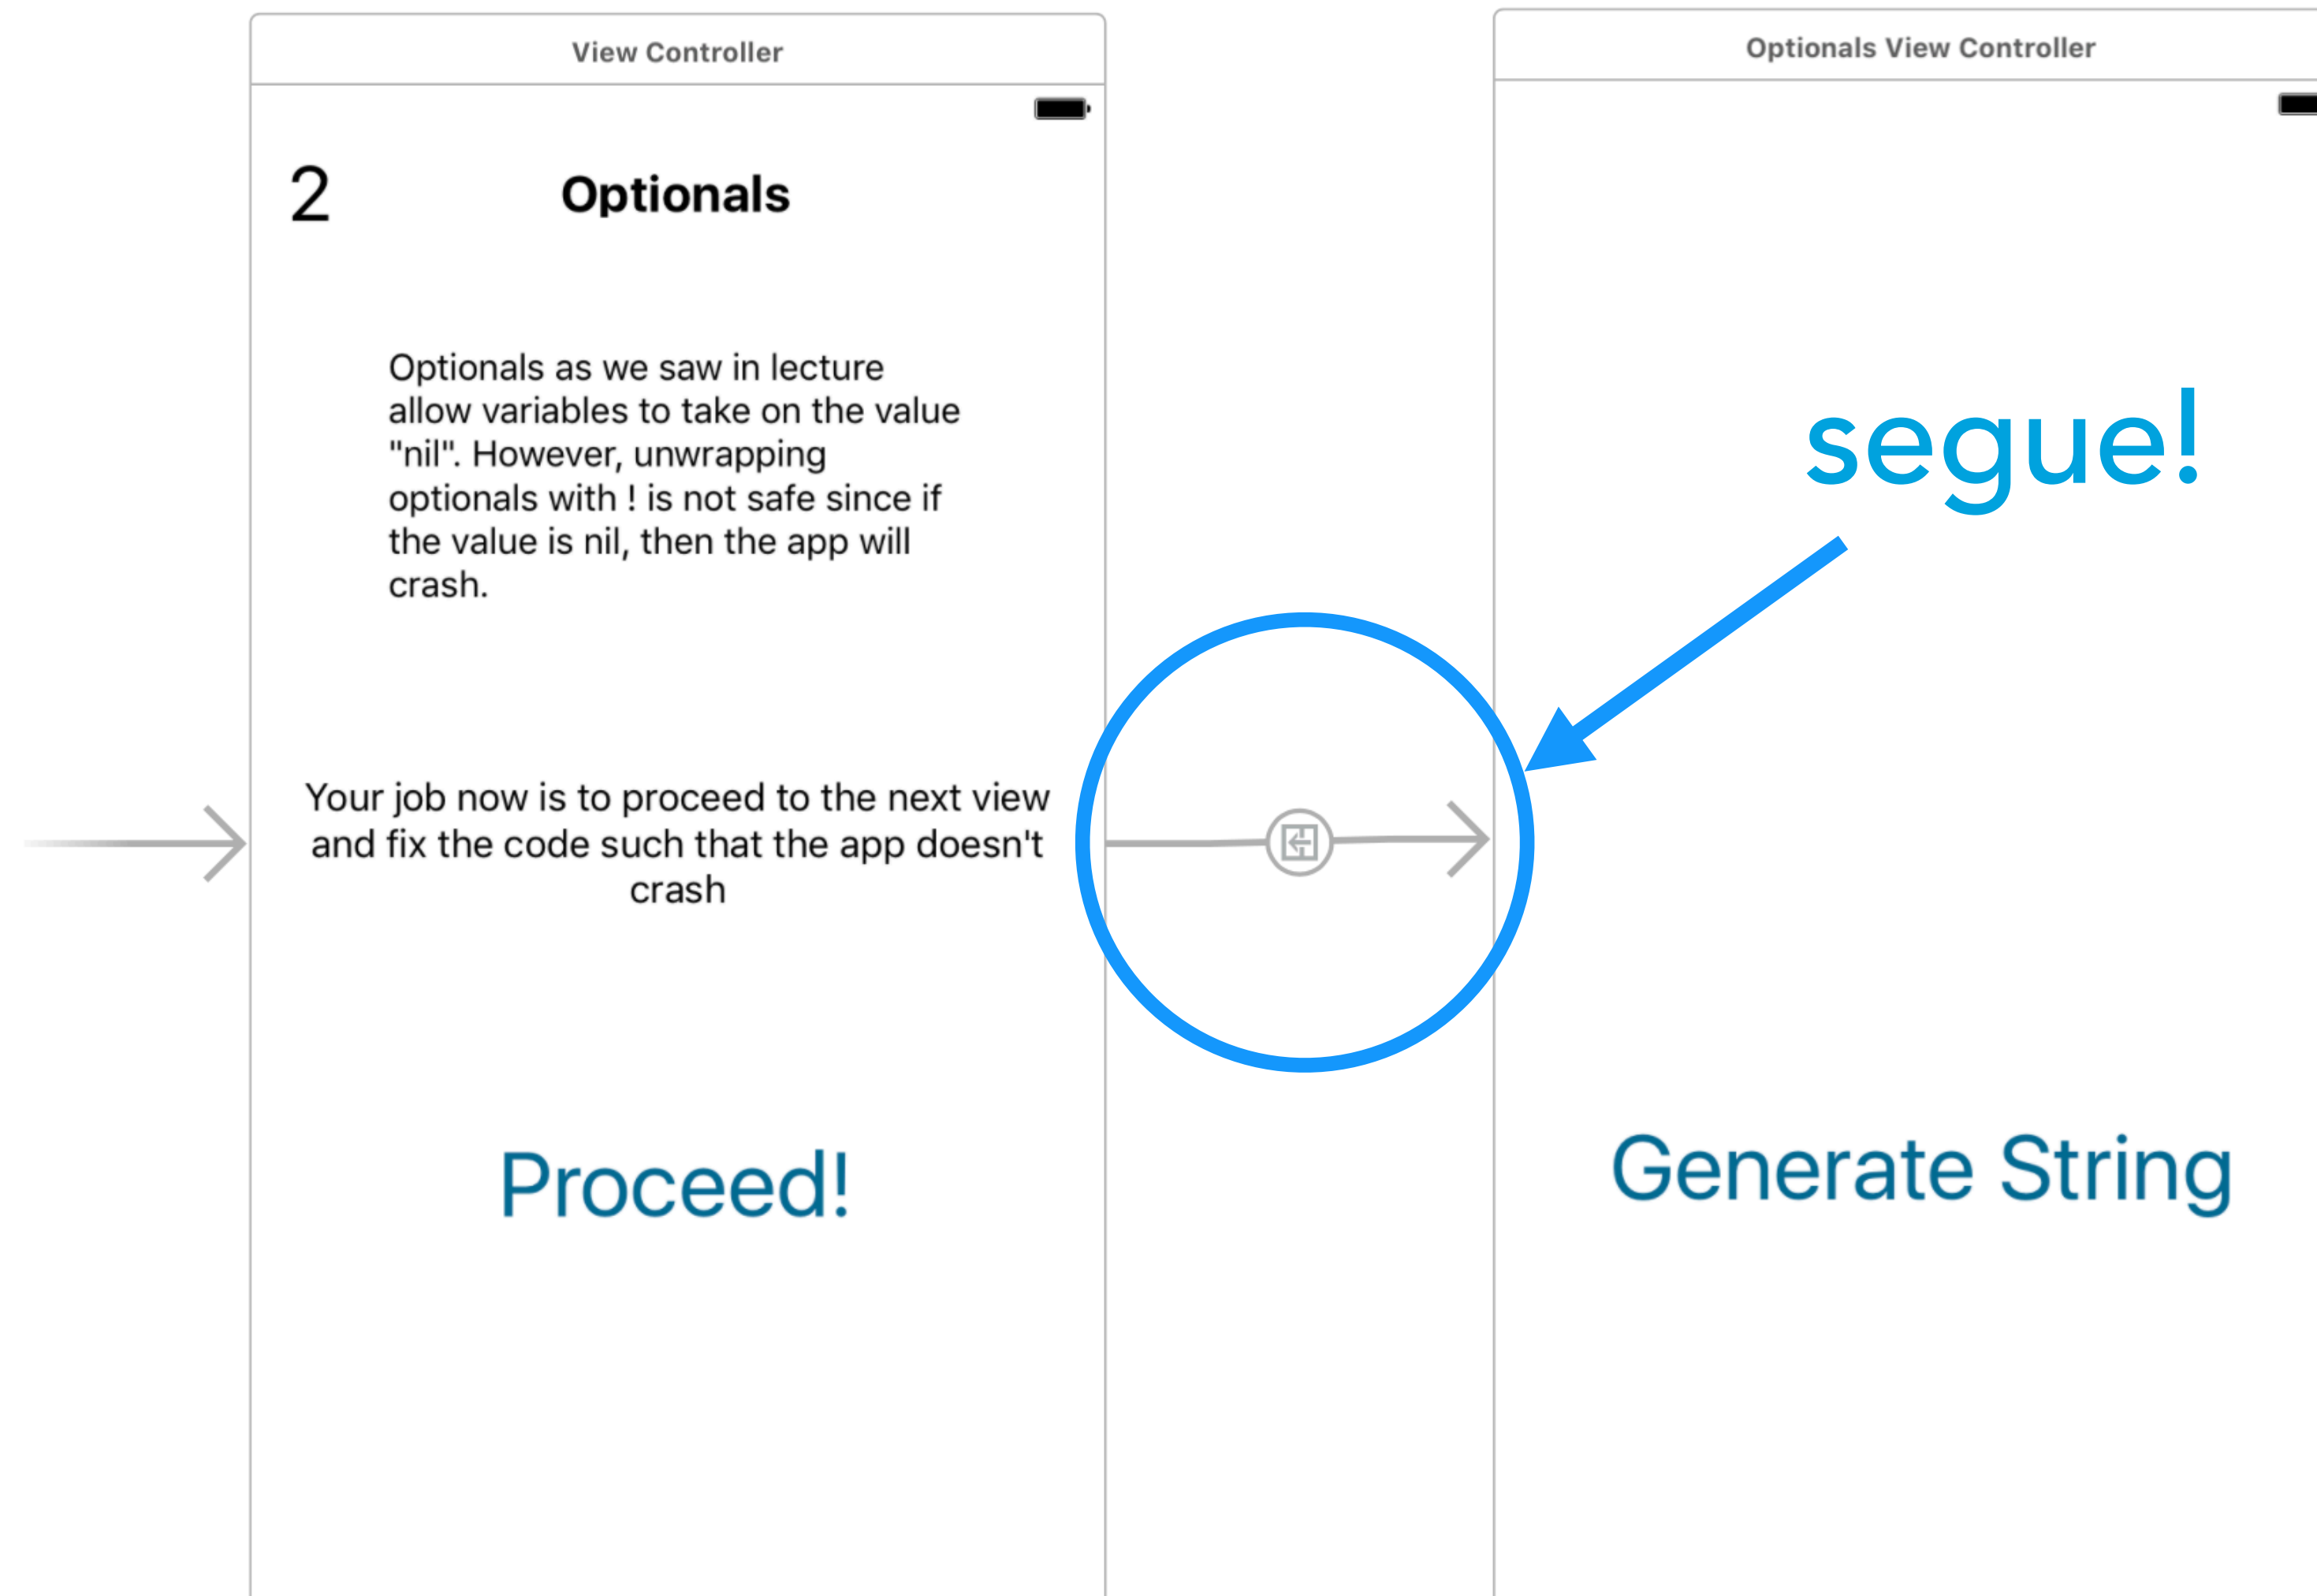 View Controller
2
Optionals
Optionals as we saw in lecture
allow variables to take on the value
"nil". However, unwrapping
optionals with ! is not safe since if
the value is nil, then the app will
crash.
Your job now is to proceed to the next view
and fix the code such that the app doesn't
crash
Proceed!
Optionals View Controller
segue!
Generate String